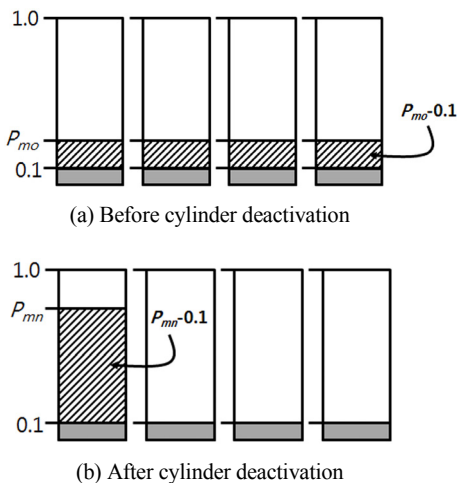 1.0
P_mo
0.1
P_mo-0.1
(a) Before cylinder deactivation
1.0
P_mn
0.1
P_mn-0.1
(b) After cylinder deactivation